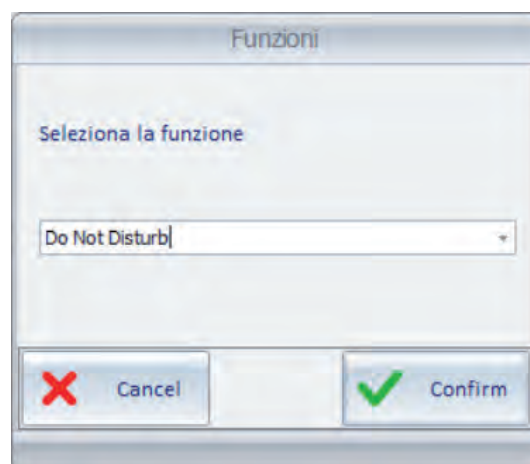 Funzioni
Seleziona la funzione
Do Not Disturb
Cancel
Confirm